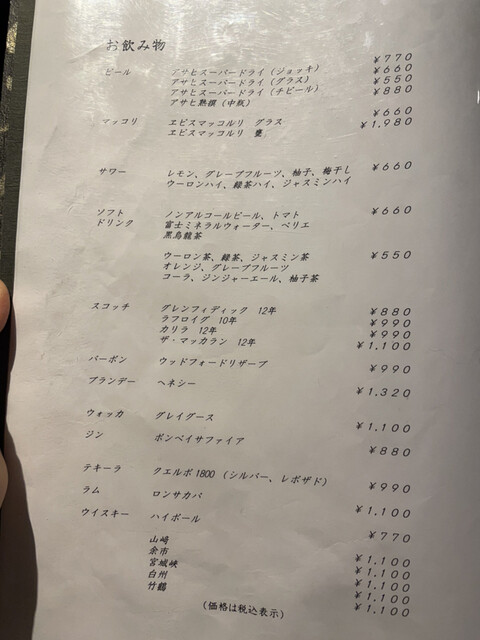 お飲み物
ビール アサヒスーパードライ（ジョッキ） ¥770
アサヒスーパードライ（グラス） ¥660
アサヒスーパードライ（チビール） ¥550
アサヒ熟撰（中瓶） ¥880
マッコリ エビスマッコルリ グラス ¥660
エビスマッコルリ 甕 ¥1,980
サワー レモン、グレープフルーツ、柚子、梅干し ¥660
ウーロンハイ、緑茶ハイ、ジャスミンハイ
ソフト ノンアルコールビール、トマト ¥660
ドリンク 富士ミネラルウォーター、ペリエ
黒烏龍茶
ウーロン茶、緑茶、ジャスミン茶 ¥550
オレンジ、グレープフルーツ
コーラ、ジンジャーエール、柚子茶
スコッチ グレンフィディック 12年 ¥880
ラフロイグ 10年 ¥990
カリラ 12年 ¥990
ザ・マッカラン 12年 ¥1,100
バーボン ウッドフォードリザーブ ¥990
ブランデー ヘネシー ¥1,320
ウォッカ グレイグース ¥1,100
ジン ボンベイサファイア ¥880
テキーラ クエルボ1800（シルバー、レポサド） ¥990
ラム ロンサカパ ¥1,100
ウイスキー ハイボール ¥770
山崎 ¥1,100
余市 ¥1,100
宮城峡 ¥1,100
白州 ¥1,100
竹鶴 ¥1,100
（価格は税込表示）